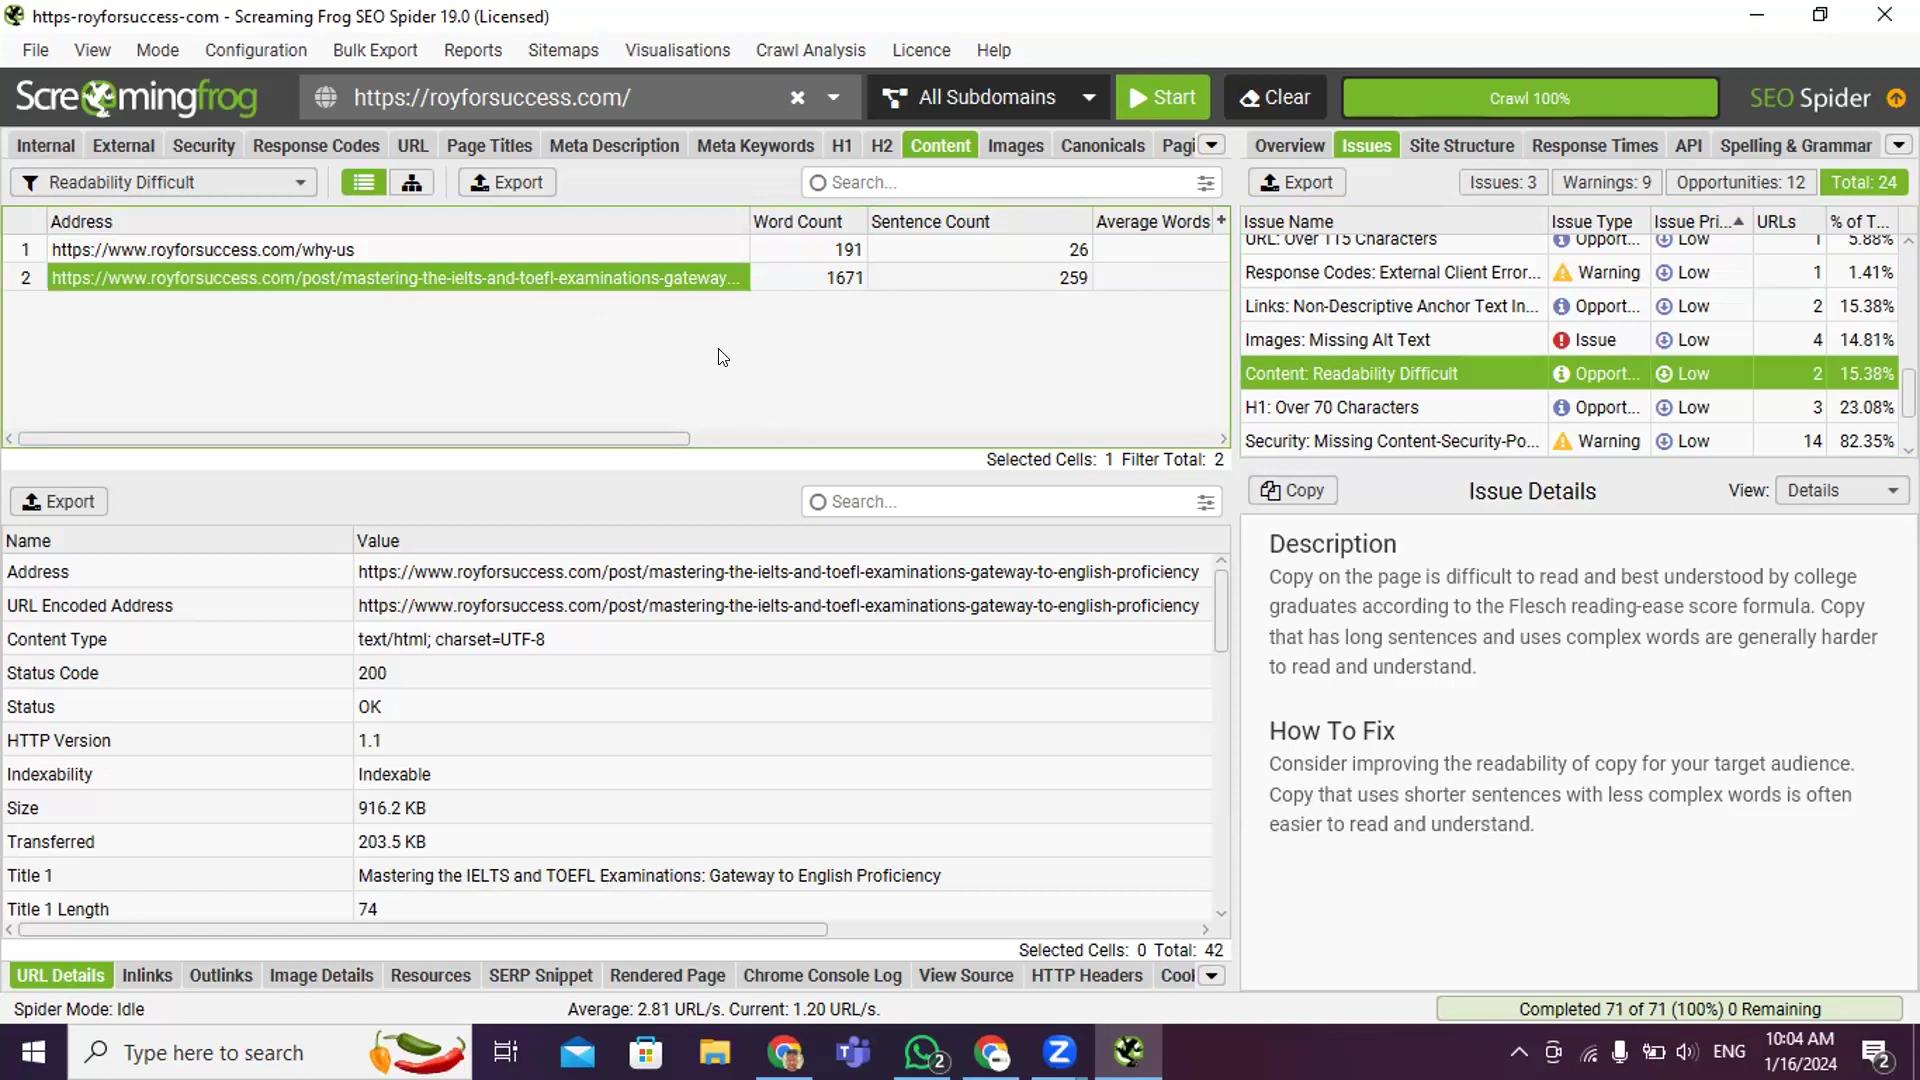 https-royforsuccess-com - Screaming Frog SEO Spider 19.0 (Licensed)
File View Mode Configuration Bulk Export Reports Sitemaps Visualisations Crawl Analysis Licence Help
Screamingfrog https://royforsuccess.com/ All Subdomains Start Clear Crawl 100% SEO Spider
Internal External Security Response Codes URL Page Titles Meta Description Meta Keywords H1 H2 Content Images Canonicals Pagi
Readability Difficult Export Search...
Address Word Count Sentence Count Average Words +
1 https://www.royforsuccess.com/why-us 191 26
2 https://www.royforsuccess.com/post/mastering-the-ielts-and-toefl-examinations-gateway... 1671 259
Selected Cells: 1 Filter Total: 2
Export Search...
Name Value
Address https://www.royforsuccess.com/post/mastering-the-ielts-and-toefl-examinations-gateway-to-english-proficiency
URL Encoded Address https://www.royforsuccess.com/post/mastering-the-ielts-and-toefl-examinations-gateway-to-english-proficiency
Content Type text/html; charset=UTF-8
Status Code 200
Status OK
HTTP Version 1.1
Indexability Indexable
Size 916.2 KB
Transferred 203.5 KB
Title 1 Mastering the IELTS and TOEFL Examinations: Gateway to English Proficiency
Title 1 Length 74
Selected Cells: 0 Total: 42
URL Details Inlinks Outlinks Image Details Resources SERP Snippet Rendered Page Chrome Console Log View Source HTTP Headers Cool
Overview Issues Site Structure Response Times API Spelling & Grammar
Export Issues: 3 Warnings: 9 Opportunities: 12 Total: 24
Issue Name Issue Type Issue Pri... URLs % of T...
URL: Over 115 Characters Opport... Low 1 5.88%
Response Codes: External Client Error... Warning Low 1 1.41%
Links: Non-Descriptive Anchor Text In... Opport... Low 2 15.38%
Images: Missing Alt Text Issue Low 4 14.81%
Content: Readability Difficult Opport... Low 2 15.38%
H1: Over 70 Characters Opport... Low 3 23.08%
Security: Missing Content-Security-Po... Warning Low 14 82.35%
Copy Issue Details View: Details
Description
Copy on the page is difficult to read and best understood by college
graduates according to the Flesch reading-ease score formula. Copy
that has long sentences and uses complex words are generally harder
to read and understand.
How To Fix
Consider improving the readability of copy for your target audience.
Copy that uses shorter sentences with less complex words is often
easier to read and understand.
Spider Mode: Idle Average: 2.81 URL/s. Current: 1.20 URL/s. Completed 71 of 71 (100%) 0 Remaining
Type here to search 2 Z ENG 10:04 AM
1/16/2024 2